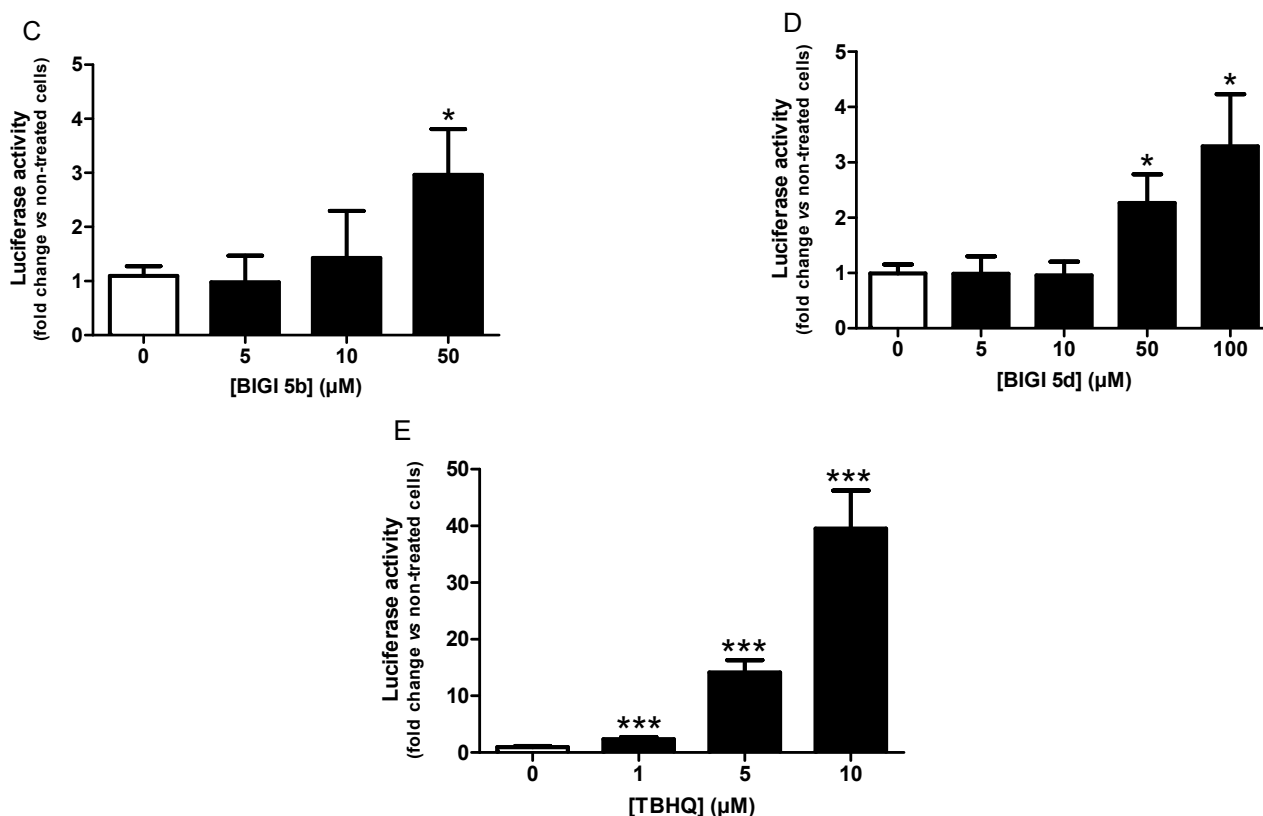 C
Luciferase activity
(fold change vs non-treated cells)
5
4
3
2
1
0
*
0 5 10 50
[BIGI 5b] (µM)
D
Luciferase activity
(fold change vs non-treated cells)
5
4
3
2
1
0
* *
0 5 10 50 100
[BIGI 5d] (µM)
E
Luciferase activity
(fold change vs non-treated cells)
50
40
30
20
10
0
*** *** ***
0 1 5 10
[TBHQ] (µM)